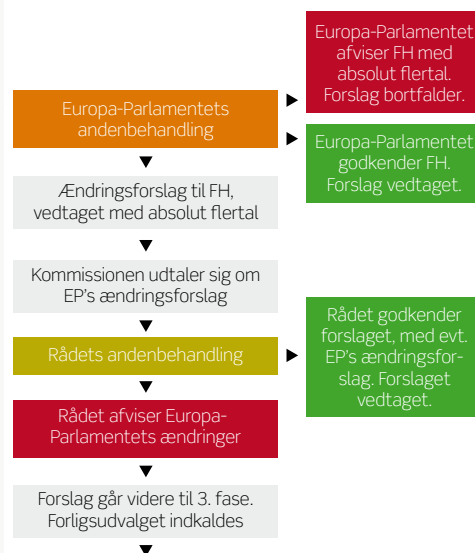 Europa-Parlamentet
afviser FH med
absolut flertal.
Forslag bortfalder.
Europa-Parlamentets
andenbehandling
Europa-Parlamentet
godkender FH.
Forslag vedtaget.
Ændringsforslag til FH,
vedtaget med absolut flertal
Kommissionen udtaler sig om
EP's ændringsforslag
Rådets andenbehandling
Rådet godkender
forslaget, med evt.
EP's ændringsfor-
slag. Forslaget
vedtaget.
Rådet afviser Europa-
Parlamentets ændringer
Forslag går videre til 3. fase.
Forligsudvalget indkaldes